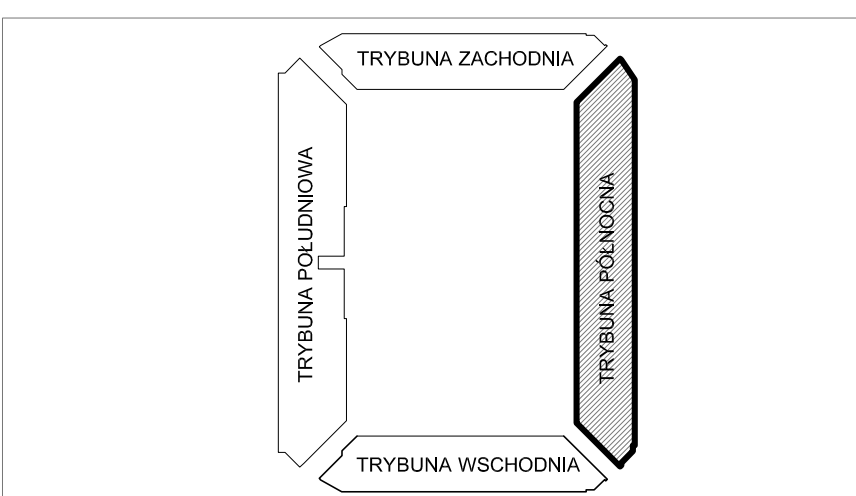 TRYBUNA ZACHODNIA
TRYBUNA POŁUDNIOWA
TRYBUNA PÓŁNOCNA
TRYBUNA WSCHODNIA